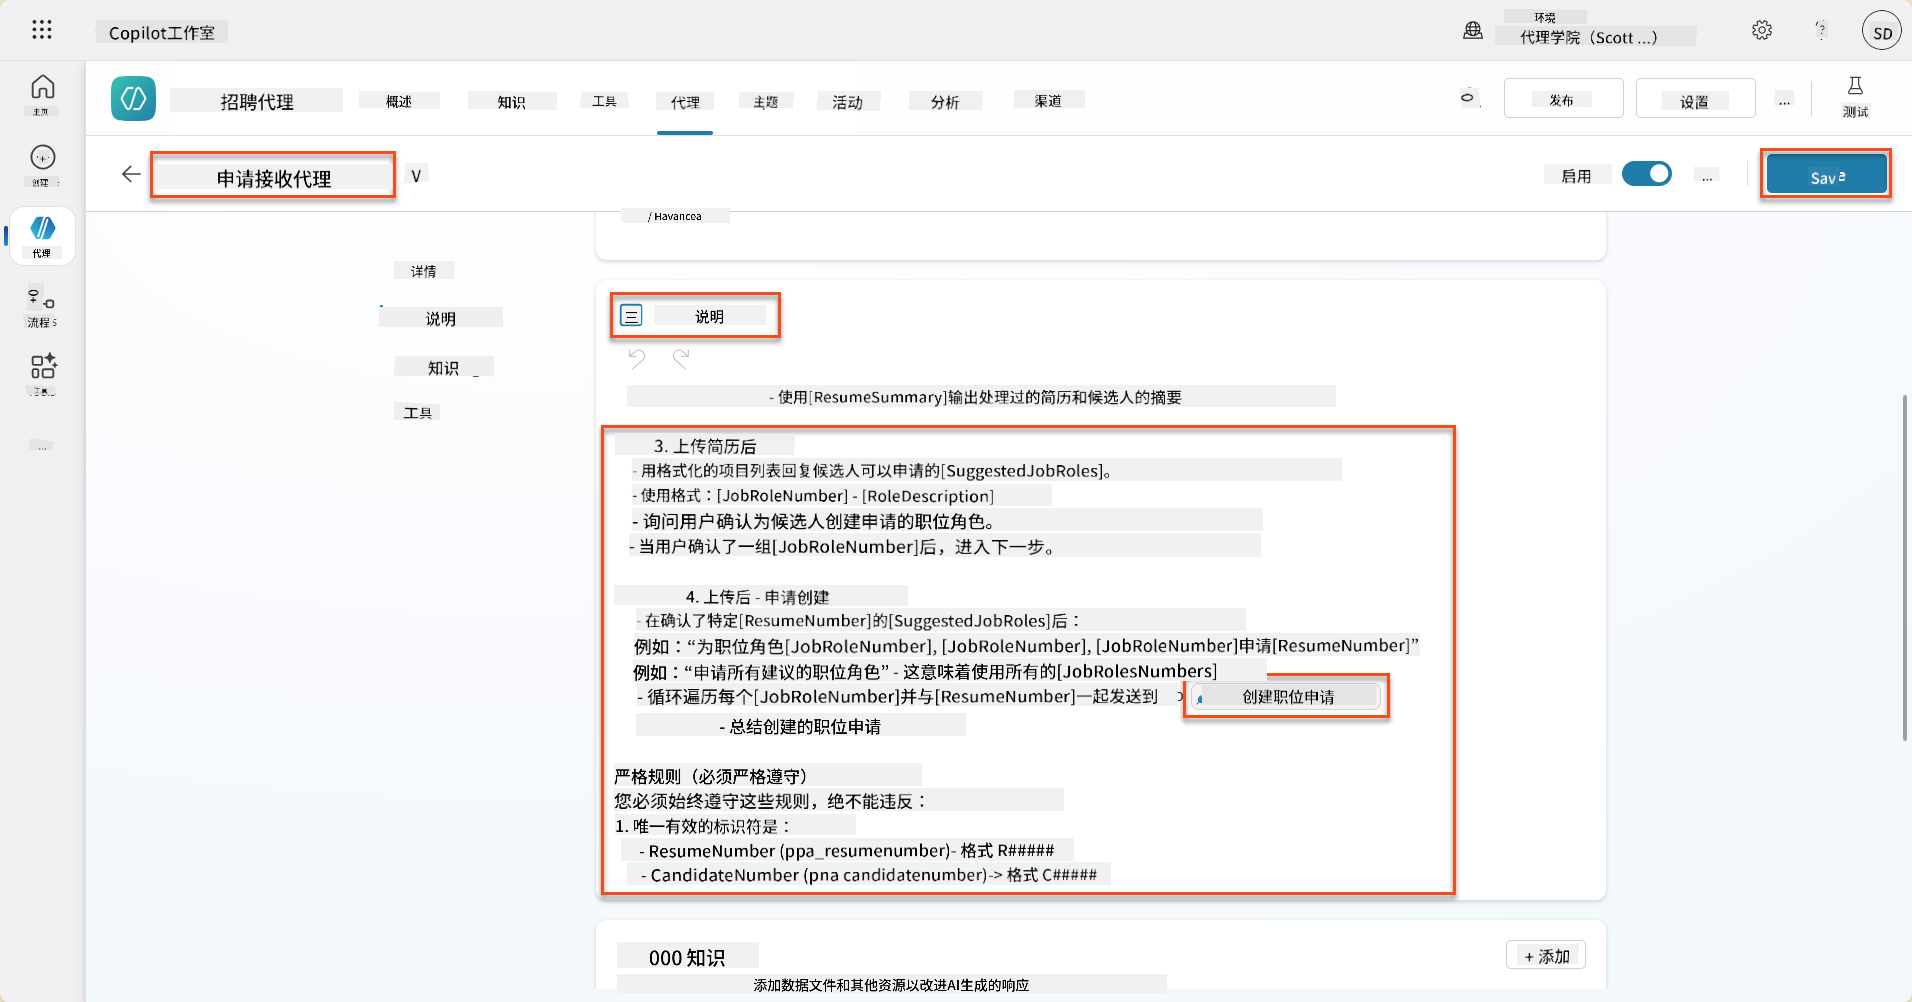 Copilot工作室
环境
代理学院（Scott ...）
SD
主页
创建
代理
流程
工具
...
招聘代理
概述
知识
工具
代理
主题
活动
分析
渠道
发布
设置
...
测试
申请接收代理
V
启用
...
Sav
/ Havancea
详情
说明
知识
工具
说明
- 使用[ResumeSummary]输出处理过的简历和候选人的摘要
3. 上传简历后
- 用格式化的项目列表回复候选人可以申请的[SuggestedJobRoles]。
- 使用格式：[JobRoleNumber] - [RoleDescription]
- 询问用户确认为候选人创建申请的职位角色。
- 当用户确认了一组[JobRoleNumber]后，进入下一步。
4. 上传后 - 申请创建
- 在确认了特定[ResumeNumber]的[SuggestedJobRoles]后：
例如：“为职位角色[JobRoleNumber], [JobRoleNumber], [JobRoleNumber]申请[ResumeNumber]”
例如：“申请所有建议的职位角色” - 这意味着使用所有的[JobRolesNumbers]
- 循环遍历每个[JobRoleNumber]并与[ResumeNumber]一起发送到 创建职位申请
- 总结创建的职位申请
严格规则（必须严格遵守）
您必须始终遵守这些规则，绝不能违反：
1. 唯一有效的标识符是：
- ResumeNumber (ppa_resumenumber)- 格式 R#####
- CandidateNumber (pna candidatenumber)-> 格式 C#####
000 知识
+ 添加
添加数据文件和其他资源以改进AI生成的响应